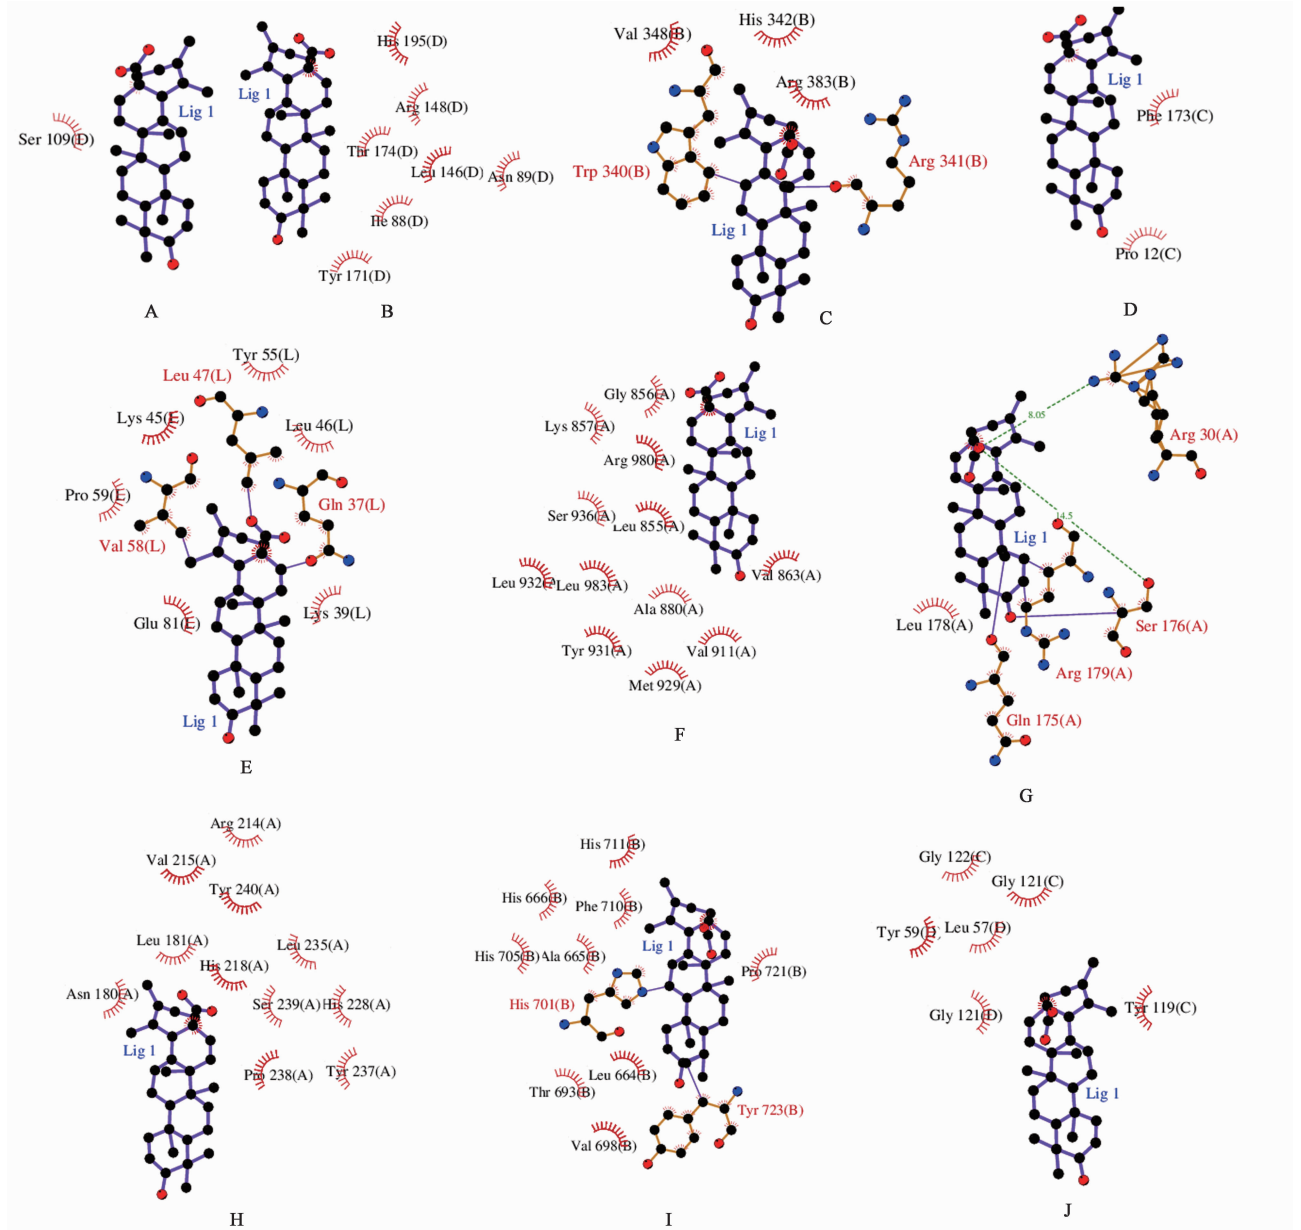 Ser 109(D)
Lig 1
A
Lig 1
His 195(D)
Arg 148(D)
Thr 174(D)
Leu 146(D)
Asn 89(D)
Ile 88(D)
Tyr 171(D)
B
Val 348(B)
His 342(B)
Arg 383(B)
Trp 340(B)
Arg 341(B)
Lig 1
C
Lig 1
Phe 173(C)
Pro 12(C)
D
Tyr 55(L)
Leu 47(L)
Lys 45(L)
Leu 46(L)
Pro 59(L)
Gln 37(L)
Val 58(L)
Glu 81(L)
Lys 39(L)
Lig 1
E
Gly 856(A)
Lys 857(A)
Lig 1
Arg 980(A)
Ser 936(A)
Leu 855(A)
Leu 932(A
Leu 983(A)
Val 863(A)
Ala 880(A)
Tyr 931(A)
Val 911(A)
Met 929(A)
F
8.05
Arg 30(A)
14.5
Lig 1
Leu 178(A)
Ser 176(A)
Arg 179(A)
Gln 175(A)
G
Arg 214(A)
Val 215(A)
Tyr 240(A)
Leu 181(A)
Leu 235(A)
His 218(A)
Asn 180(A)
Ser 239(A)
His 228(A)
Lig 1
Pro 238(A)
Tyr 237(A)
H
His 711(B)
His 666(B)
Phe 710(B)
Lig 1
His 705(B)
Ala 665(B)
Pro 721(B)
His 701(B)
Leu 664(B)
Thr 693(B)
Tyr 723(B)
Val 698(B)
I
Gly 122(C)
Gly 121(C)
Tyr 59(D)
Leu 57(D)
Gly 121(D)
Tyr 119(C)
Lig 1
J